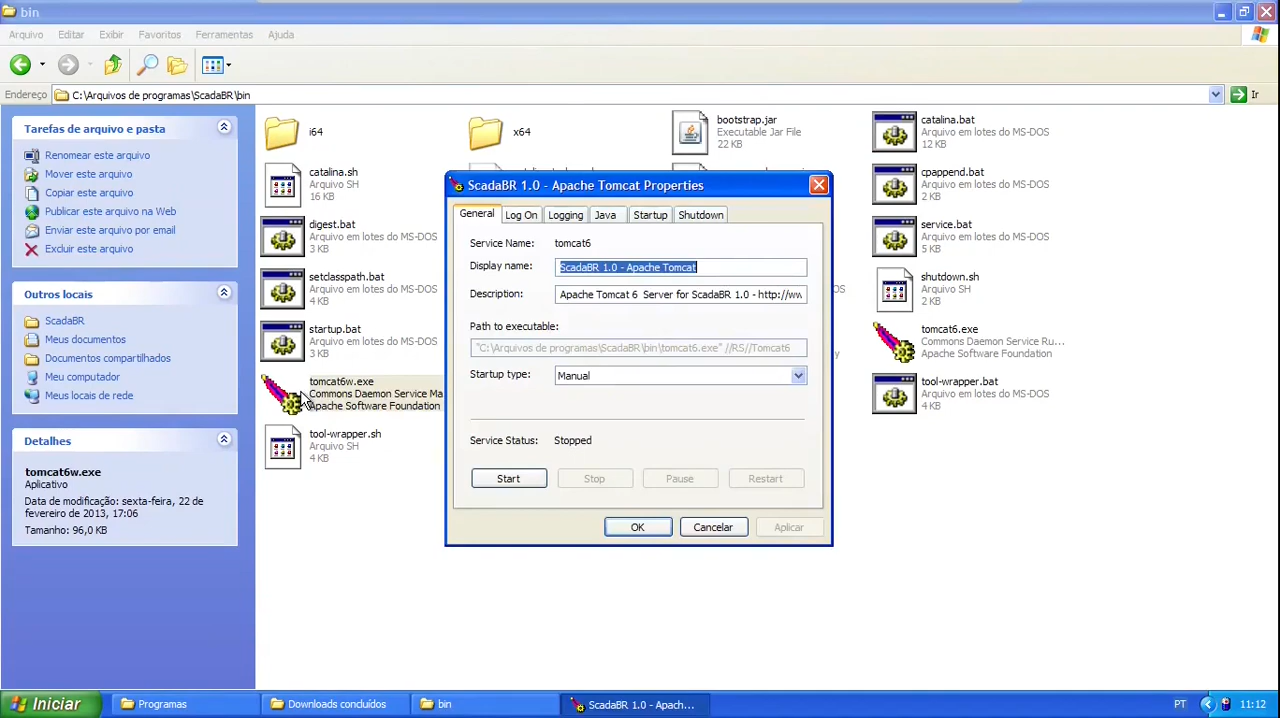 bin
Arquivo Editar Exibir Favoritos Ferramentas Ajuda
Endereço C:\Arquivos de programas\ScadaBR\bin Ir
Tarefas de arquivo e pasta
Renomear este arquivo
Mover este arquivo
Copiar este arquivo
Publicar este arquivo na Web
Enviar este arquivo por email
Excluir este arquivo
Outros locais
ScadaBR
Meus documentos
Documentos compartilhados
Meu computador
Meus locais de rede
Detalhes
tomcat6w.exe
Aplicativo
Data de modificação: sexta-feira, 22 de
fevereiro de 2013, 17:06
Tamanho: 96,0 KB
i64
x64
bootstrap.jar
Executable Jar File
22 KB
catalina.bat
Arquivo em lotes do MS-DOS
12 KB
catalina.sh
Arquivo SH
16 KB
cpappend.bat
Arquivo em lotes do MS-DOS
2 KB
digest.bat
Arquivo em lotes do MS-DOS
3 KB
service.bat
Arquivo em lotes do MS-DOS
5 KB
setclasspath.bat
Arquivo em lotes do MS-DOS
4 KB
shutdown.sh
Arquivo SH
2 KB
startup.bat
Arquivo em lotes do MS-DOS
3 KB
tomcat6.exe
Commons Daemon Service Ru...
Apache Software Foundation
tomcat6w.exe
Commons Daemon Service Ma
Apache Software Foundation
tool-wrapper.bat
Arquivo em lotes do MS-DOS
4 KB
tool-wrapper.sh
Arquivo SH
4 KB
ScadaBR 1.0 - Apache Tomcat Properties
General Log On Logging Java Startup Shutdown
Service Name: tomcat6
Display name: ScadaBR 1.0 - Apache Tomcat
Description: Apache Tomcat 6 Server for ScadaBR 1.0 - http://ww
Path to executable:
"C:\Arquivos de programas\ScadaBR\bin\tomcat6.exe" //RS//Tomcat6
Startup type: Manual
Service Status: Stopped
Start Stop Pause Restart
OK Cancelar Aplicar
Iniciar Programas Downloads concluídos bin ScadaBR 1.0 - Apach... PT 11:12